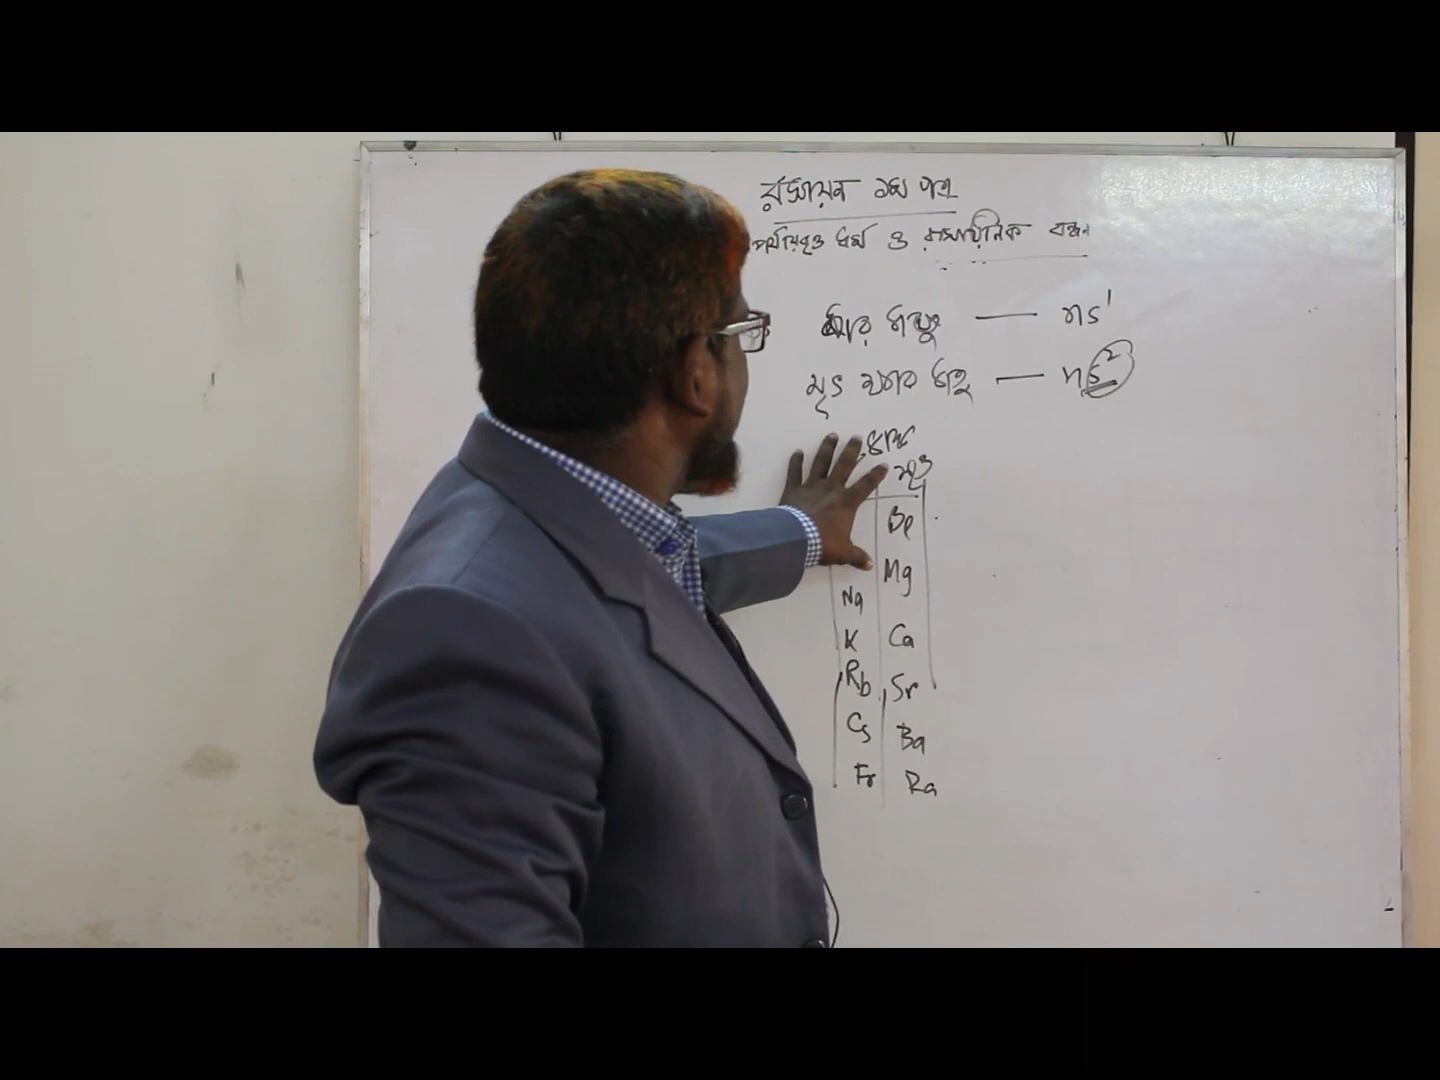 রসায়ন ১ম পত্র
পর্যায়বৃত্ত ধর্ম ও রাসায়নিক বন্ধন
ক্ষার ধাতু — ns¹
মৃৎ ক্ষার ধাতু — ns²
মৃৎ
Be
Mg
Na
K Ca
Rb Sr
Cs Ba
Fr Ra